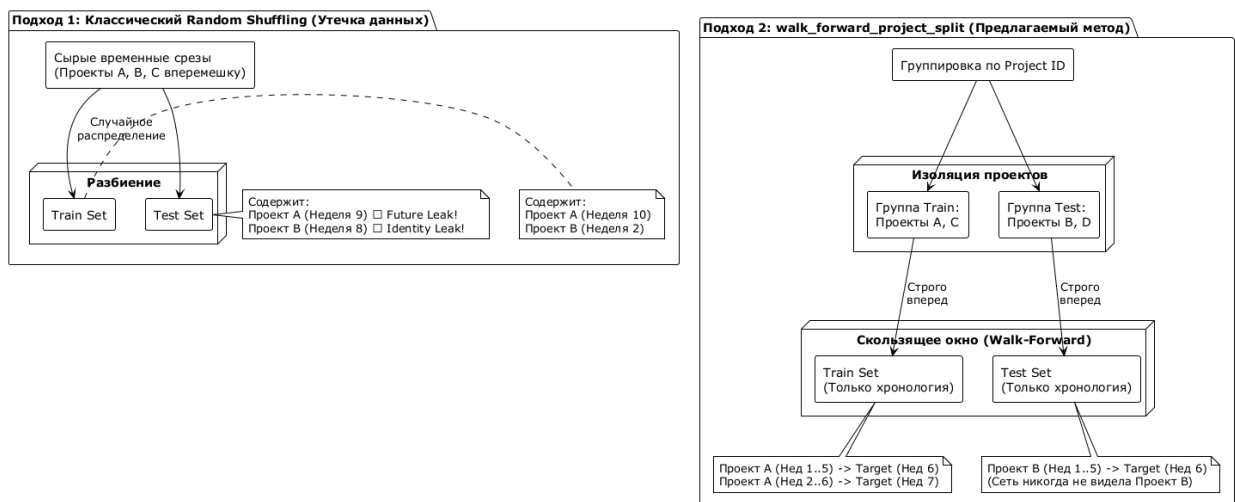 Подход 1: Классический Random Shuffling (Утечка данных)
Сырые временные срезы
(Проекты A, B, C вперемешку)
Случайное
распределение
Разбиение
Train Set
Test Set
Содержит:
Проект A (Неделя 9) □ Future Leak!
Проект B (Неделя 8) □ Identity Leak!
Содержит:
Проект A (Неделя 10)
Проект B (Неделя 2)
Подход 2: walk_forward_project_split (Предлагаемый метод)
Группировка по Project ID
Изоляция проектов
Группа Train:
Проекты A, C
Группа Test:
Проекты B, D
Строго
вперед
Строго
вперед
Скользящее окно (Walk-Forward)
Train Set
(Только хронология)
Test Set
(Только хронология)
Проект A (Нед 1..5) -> Target (Нед 6)
Проект A (Нед 2..6) -> Target (Нед 7)
Проект B (Нед 1..5) -> Target (Нед 6)
(Сеть никогда не видела Проект B)